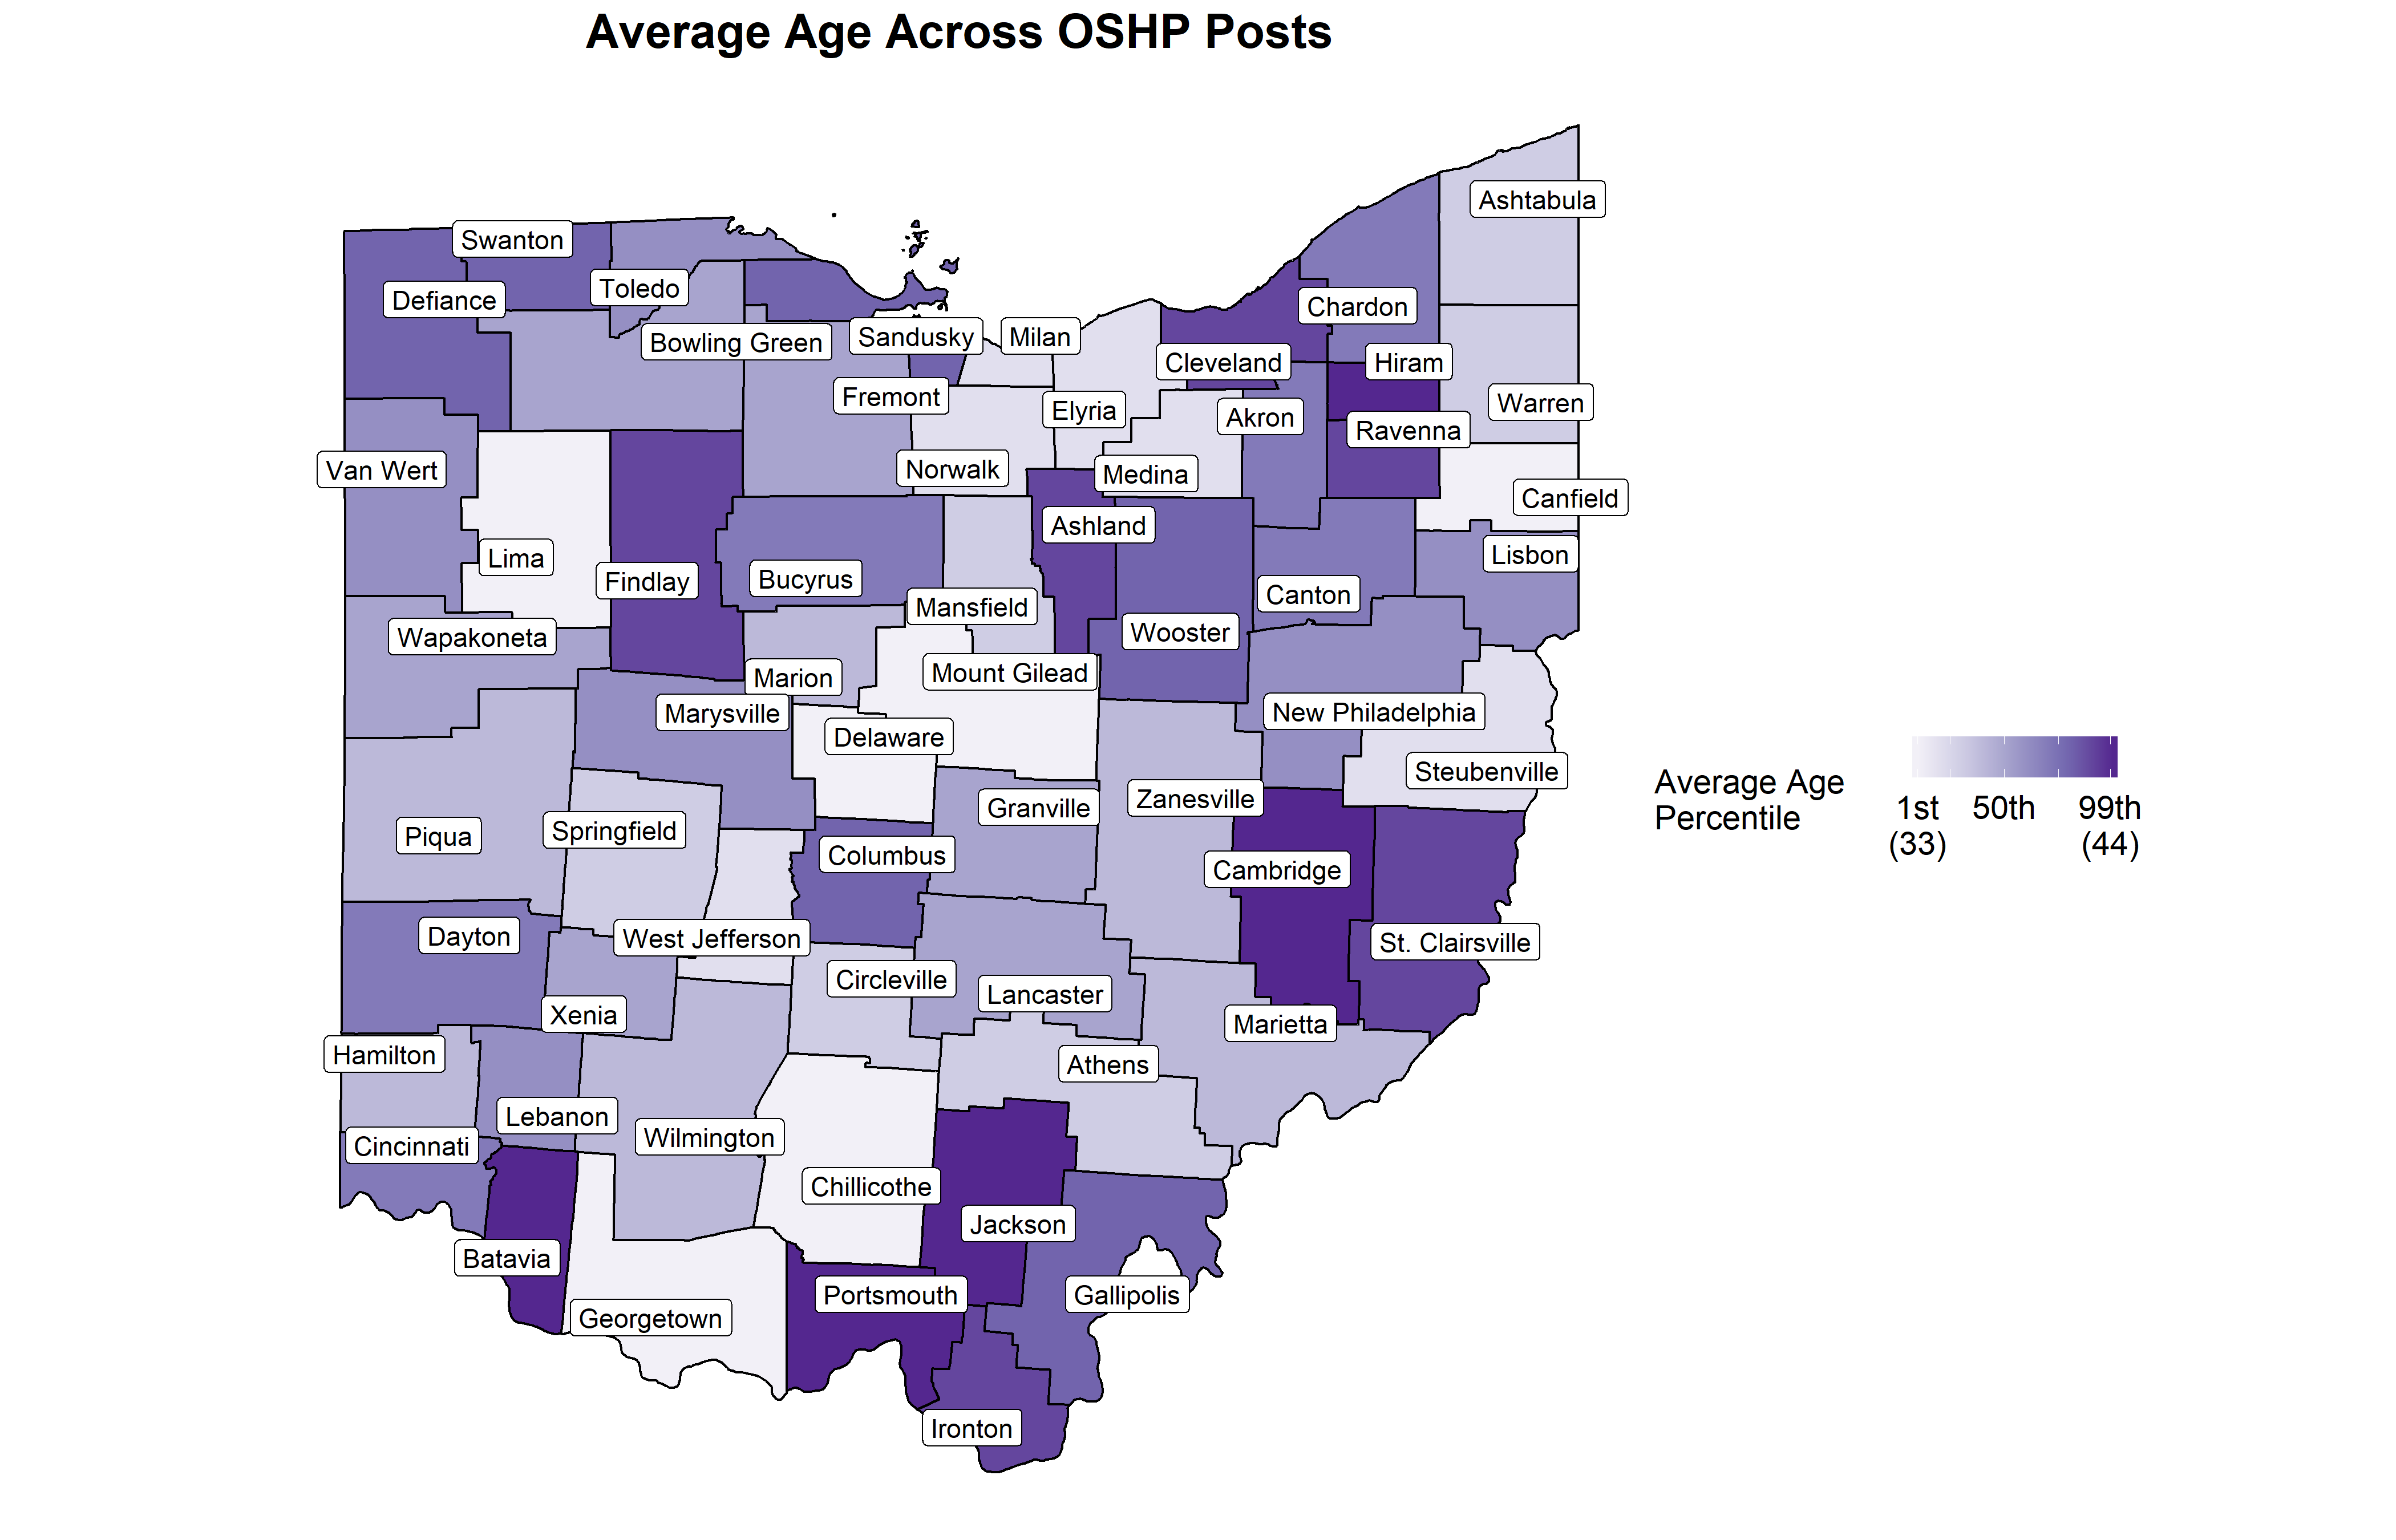 Average Age Across OSHP Posts
Ashtabula
Swanton
Toledo
Defiance
Chardon
Bowling Green
Sandusky
Milan
Cleveland
Hiram
Fremont
Elyria
Akron
Warren
Ravenna
Van Wert
Norwalk
Medina
Canfield
Ashland
Lima
Findlay
Bucyrus
Lisbon
Canton
Mansfield
Wapakoneta
Wooster
Marion
Mount Gilead
Marysville
New Philadelphia
Delaware
Steubenville
Granville
Zanesville
Piqua
Springfield
Columbus
Cambridge
Dayton
West Jefferson
St. Clairsville
Circleville
Lancaster
Xenia
Marietta
Hamilton
Athens
Lebanon
Wilmington
Cincinnati
Chillicothe
Jackson
Batavia
Portsmouth
Gallipolis
Georgetown
Ironton
Average Age
Percentile
1st 50th 99th
(33) (44)